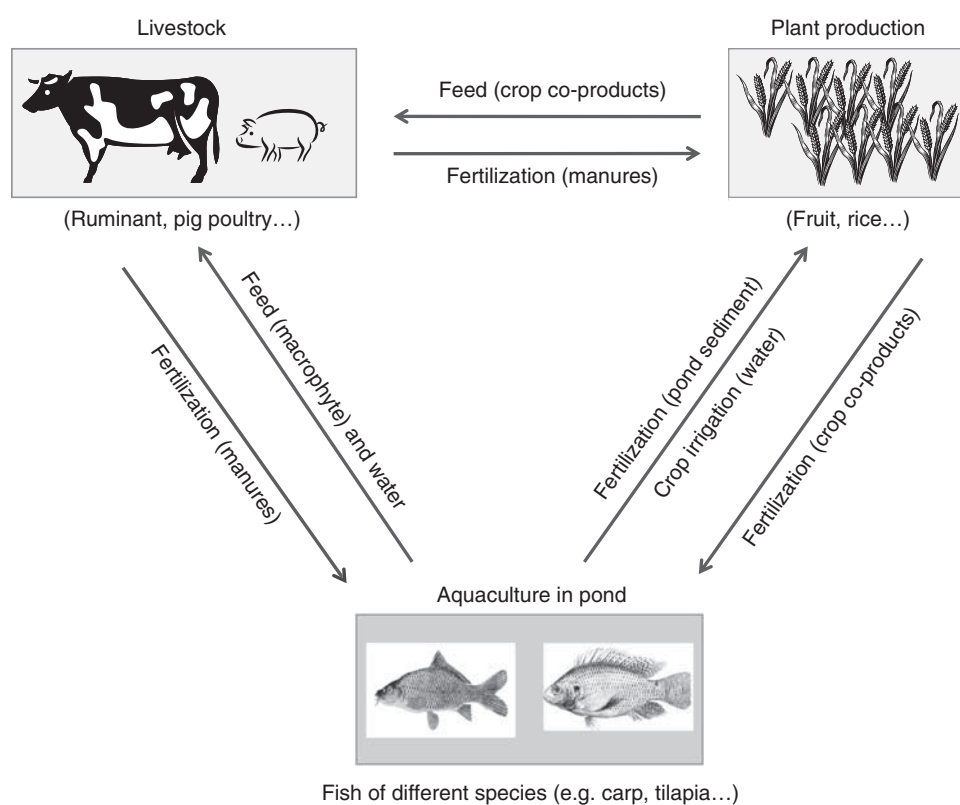 Livestock
Plant production
Feed (crop co-products)
Fertilization (manures)
(Ruminant, pig poultry…)
(Fruit, rice…)
Fertilization (manures)
Feed (macrophyte) and water
Fertilization (pond sediment)
Crop irrigation (water)
Fertilization (crop co-products)
Aquaculture in pond
Fish of different species (e.g. carp, tilapia…)